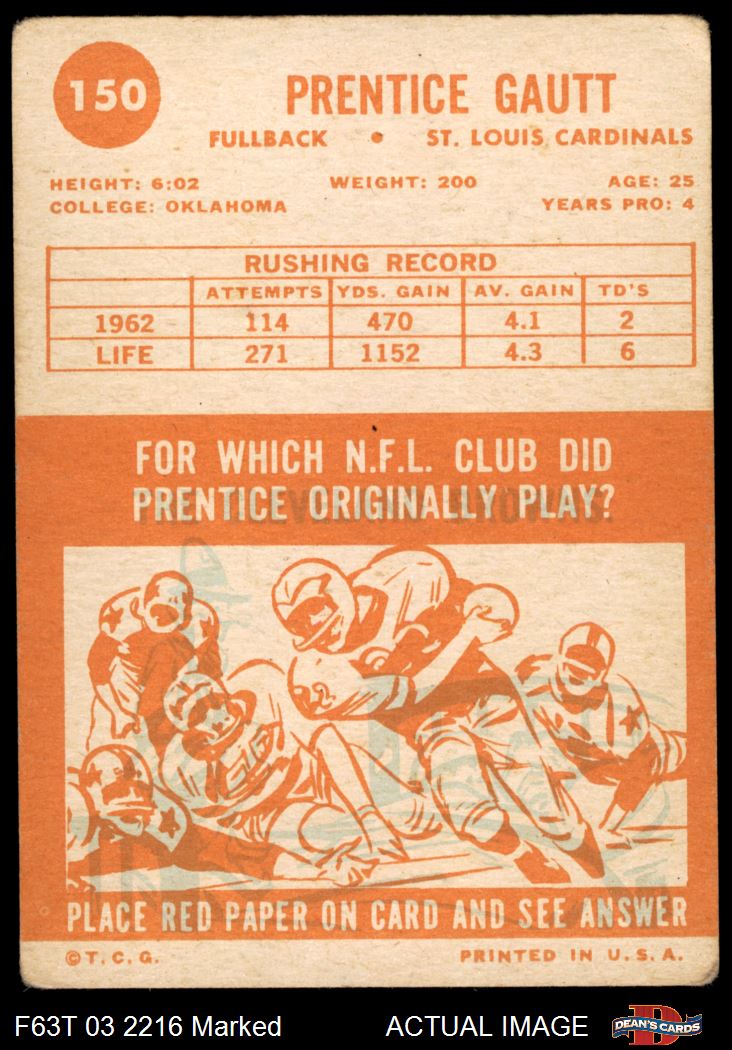 150
PRENTICE GAUTT
FULLBACK • ST. LOUIS CARDINALS
HEIGHT: 6:02 WEIGHT: 200 AGE: 25
COLLEGE: OKLAHOMA YEARS PRO: 4
RUSHING RECORD
ATTEMPTS YDS. GAIN AV. GAIN TD'S
1962 114 470 4.1 2
LIFE 271 1152 4.3 6
FOR WHICH N.F.L. CLUB DID
PRENTICE ORIGINALLY PLAY?
THE CLEVELAND BROWNS.
PLACE RED PAPER ON CARD AND SEE ANSWER
©T.C.G. PRINTED IN U.S.A.
F63T 03 2216 Marked ACTUAL IMAGE D DEAN'S CARDS